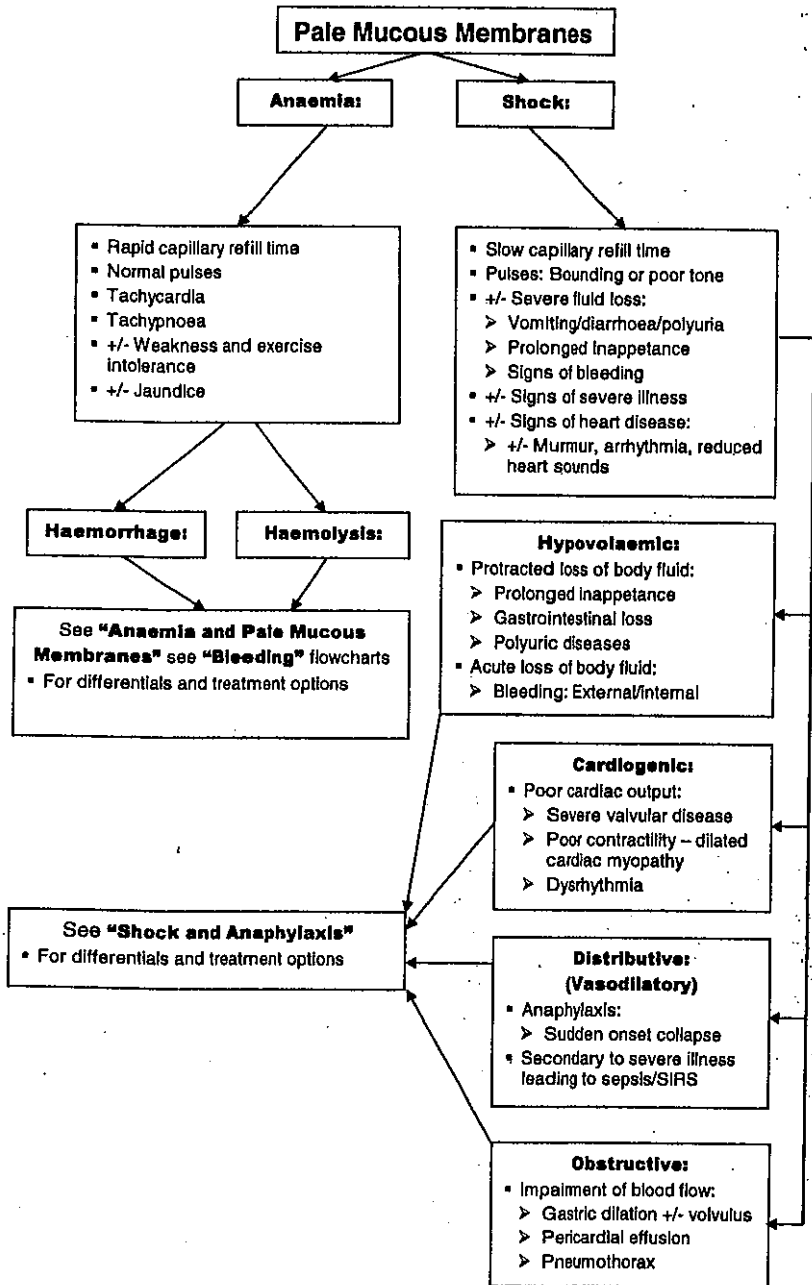 Pale Mucous Membranes
Anaemia:
Shock:
▪ Rapid capillary refill time
▪ Normal pulses
▪ Tachycardia
▪ Tachypnoea
▪ +/- Weakness and exercise
intolerance
▪ +/- Jaundice
▪ Slow capillary refill time
▪ Pulses: Bounding or poor tone
▪ +/- Severe fluid loss:
➢ Vomiting/diarrhoea/polyuria
➢ Prolonged inappetance
➢ Signs of bleeding
▪ +/- Signs of severe illness
▪ +/- Signs of heart disease:
➢ +/- Murmur, arrhythmia, reduced
heart sounds
Haemorrhage:
Haemolysis:
See "Anaemia and Pale Mucous
Membranes" see "Bleeding" flowcharts
▪ For differentials and treatment options
Hypovolaemic:
▪ Protracted loss of body fluid:
➢ Prolonged inappetance
➢ Gastrointestinal loss
➢ Polyuric diseases
▪ Acute loss of body fluid:
➢ Bleeding: External/internal
Cardiogenic:
▪ Poor cardiac output:
➢ Severe valvular disease
➢ Poor contractility – dilated
cardiac myopathy
➢ Dysrhythmia
See "Shock and Anaphylaxis"
▪ For differentials and treatment options
Distributive:
(Vasodilatory)
▪ Anaphylaxis:
➢ Sudden onset collapse
▪ Secondary to severe illness
leading to sepsis/SIRS
Obstructive:
▪ Impairment of blood flow:
➢ Gastric dilation +/- volvulus
➢ Pericardial effusion
➢ Pneumothorax